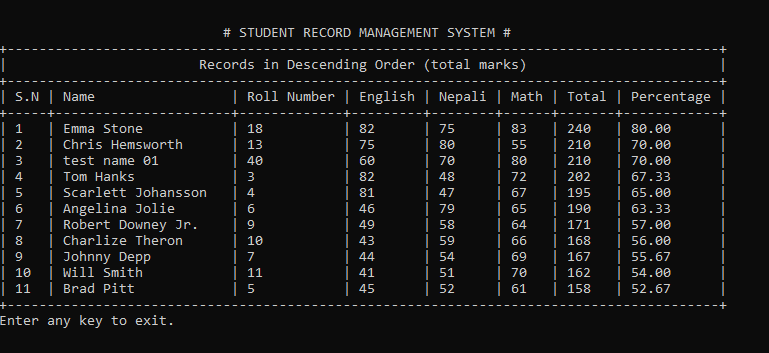 # STUDENT RECORD MANAGEMENT SYSTEM #
Records in Descending Order (total marks)
| S.N | Name | Roll Number | English | Nepali | Math | Total | Percentage |
| 1 | Emma Stone | 18 | 82 | 75 | 83 | 240 | 80.00 |
| 2 | Chris Hemsworth | 13 | 75 | 80 | 55 | 210 | 70.00 |
| 3 | test name 01 | 40 | 60 | 70 | 80 | 210 | 70.00 |
| 4 | Tom Hanks | 3 | 82 | 48 | 72 | 202 | 67.33 |
| 5 | Scarlett Johansson | 4 | 81 | 47 | 67 | 195 | 65.00 |
| 6 | Angelina Jolie | 6 | 46 | 79 | 65 | 190 | 63.33 |
| 7 | Robert Downey Jr. | 9 | 49 | 58 | 64 | 171 | 57.00 |
| 8 | Charlize Theron | 10 | 43 | 59 | 66 | 168 | 56.00 |
| 9 | Johnny Depp | 7 | 44 | 54 | 69 | 167 | 55.67 |
| 10 | Will Smith | 11 | 41 | 51 | 70 | 162 | 54.00 |
| 11 | Brad Pitt | 5 | 45 | 52 | 61 | 158 | 52.67 |
Enter any key to exit.